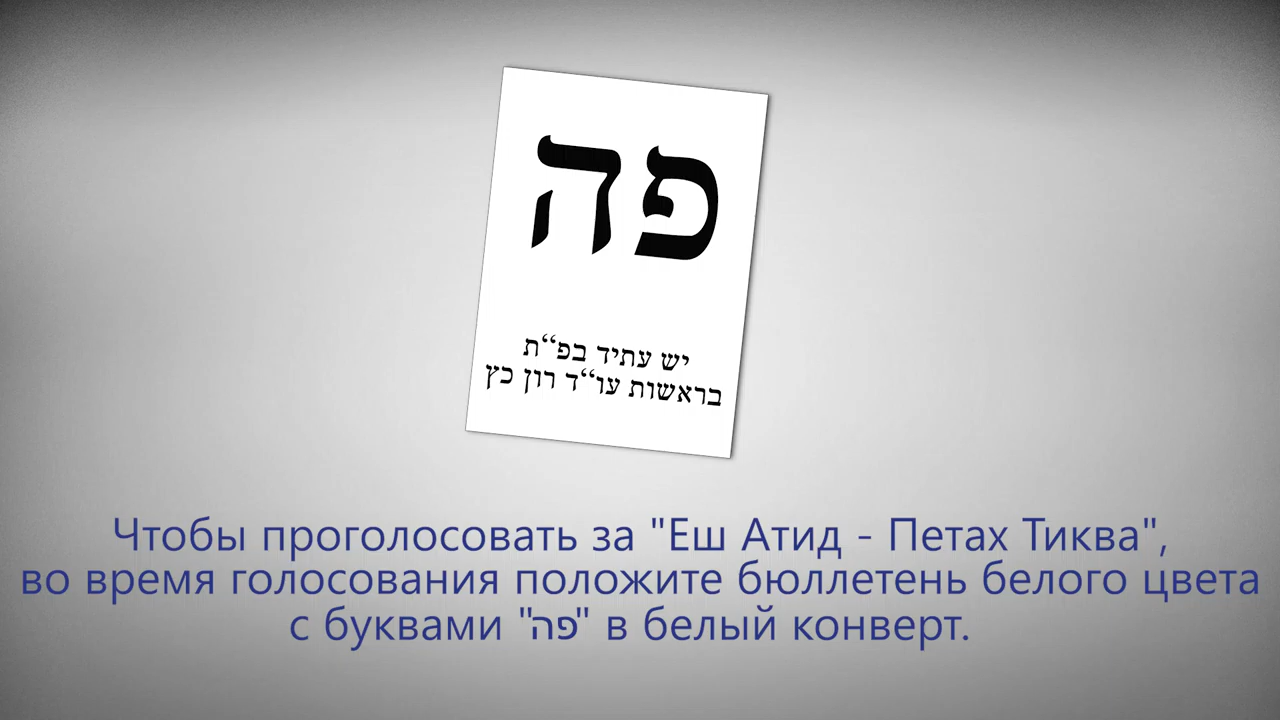 פה
יש עתיד בפ“ת
בראשות עו“ד רון כץ
Чтобы проголосовать за "Еш Атид - Петах Тиква",
во время голосования положите бюллетень белого цвета
с буквами "פה" в белый конверт.